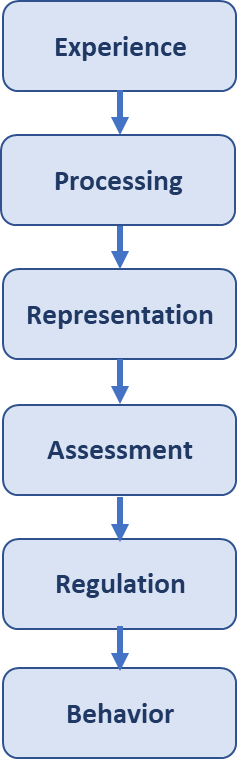 Experience
Processing
Representation
Assessment
Regulation
Behavior